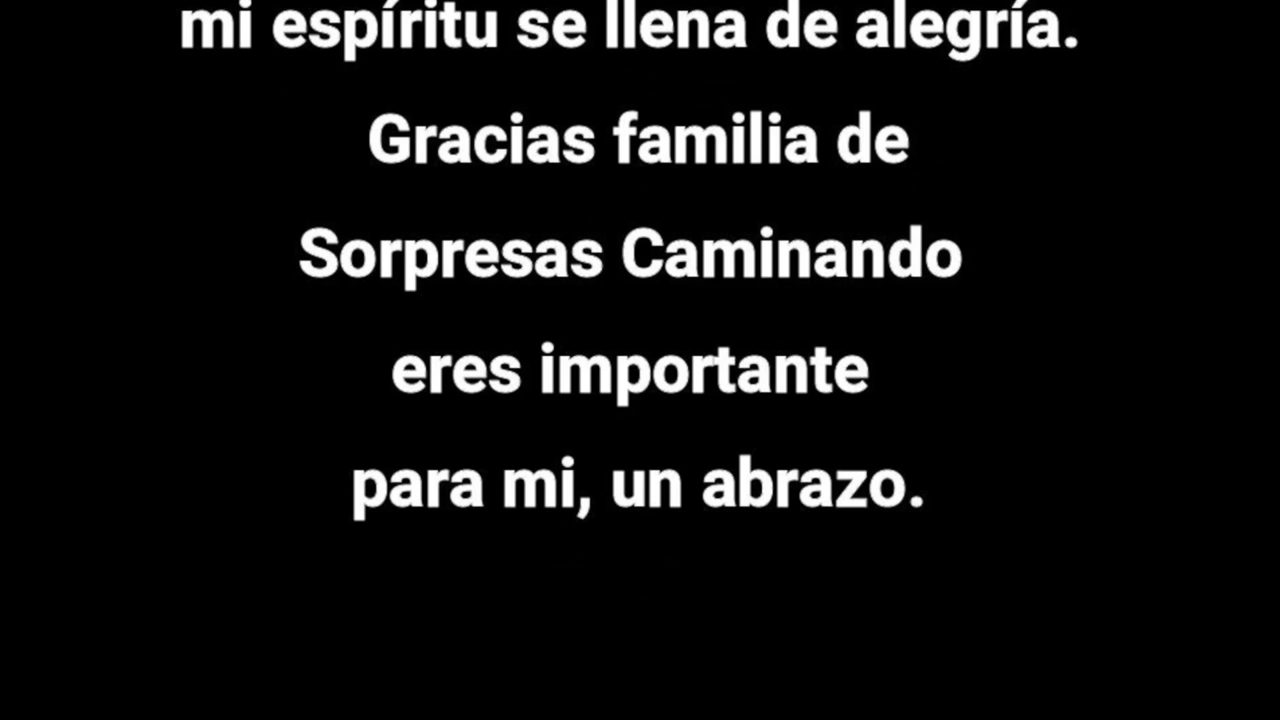 mi espíritu se llena de alegría.
Gracias familia de
Sorpresas Caminando
eres importante
para mi, un abrazo.